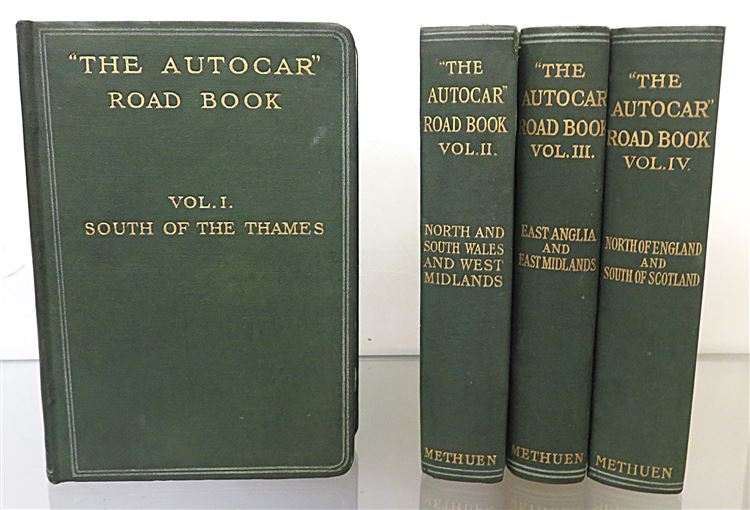 "THE AUTOCAR"
ROAD BOOK
VOL. I.
SOUTH OF THE THAMES
"THE
AUTOCAR"
ROAD BOOK
VOL. II.
NORTH AND
SOUTH WALES
AND WEST
MIDLANDS
METHUEN
"THE
AUTOCAR
ROAD BOOK
VOL. III.
EAST ANGLIA
AND
EAST MIDLANDS
METHUEN
"THE
AUTOCAR"
ROAD BOOK
VOL. IV.
NORTH OF ENGLAND
AND
SOUTH OF SCOTLAND
METHUEN